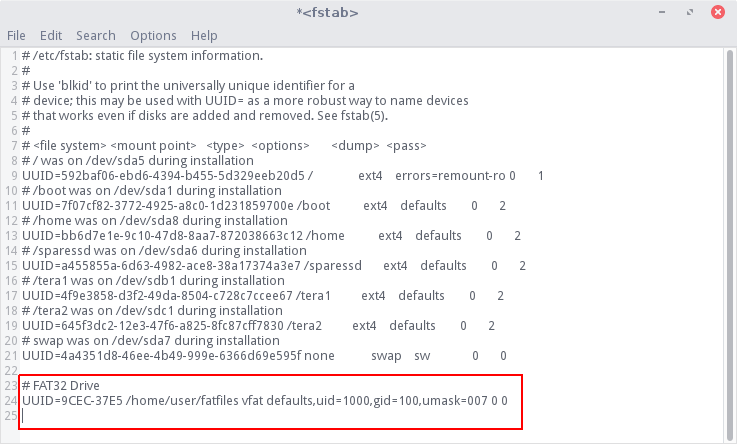 *<fstab>
File Edit Search Options Help
1 # /etc/fstab: static file system information.
2 #
3 # Use 'blkid' to print the universally unique identifier for a
4 # device; this may be used with UUID= as a more robust way to name devices
5 # that works even if disks are added and removed. See fstab(5).
6 #
7 # <file system> <mount point> <type> <options> <dump> <pass>
8 # / was on /dev/sda5 during installation
9 UUID=592baf06-ebd6-4394-b455-5d329eeb20d5 / ext4 errors=remount-ro 0 1
10 # /boot was on /dev/sda1 during installation
11 UUID=7f07cf82-3772-4925-a8c0-1d231859700e /boot ext4 defaults 0 2
12 # /home was on /dev/sda8 during installation
13 UUID=bb6d7e1e-9c10-47d8-8aa7-872038663c12 /home ext4 defaults 0 2
14 # /sparessd was on /dev/sda6 during installation
15 UUID=a455855a-6d63-4982-ace8-38a17374a3e7 /sparessd ext4 defaults 0 2
16 # /tera1 was on /dev/sdb1 during installation
17 UUID=4f9e3858-d3f2-49da-8504-c728c7ccee67 /tera1 ext4 defaults 0 2
18 # /tera2 was on /dev/sdc1 during installation
19 UUID=645f3dc2-12e3-47f6-a825-8fc87cff7830 /tera2 ext4 defaults 0 2
20 # swap was on /dev/sda7 during installation
21 UUID=4a4351d8-46ee-4b49-999e-6366d69e595f none swap sw 0 0
22
23 # FAT32 Drive
24 UUID=9CEC-37E5 /home/user/fatfiles vfat defaults,uid=1000,gid=100,umask=007 0 0
25